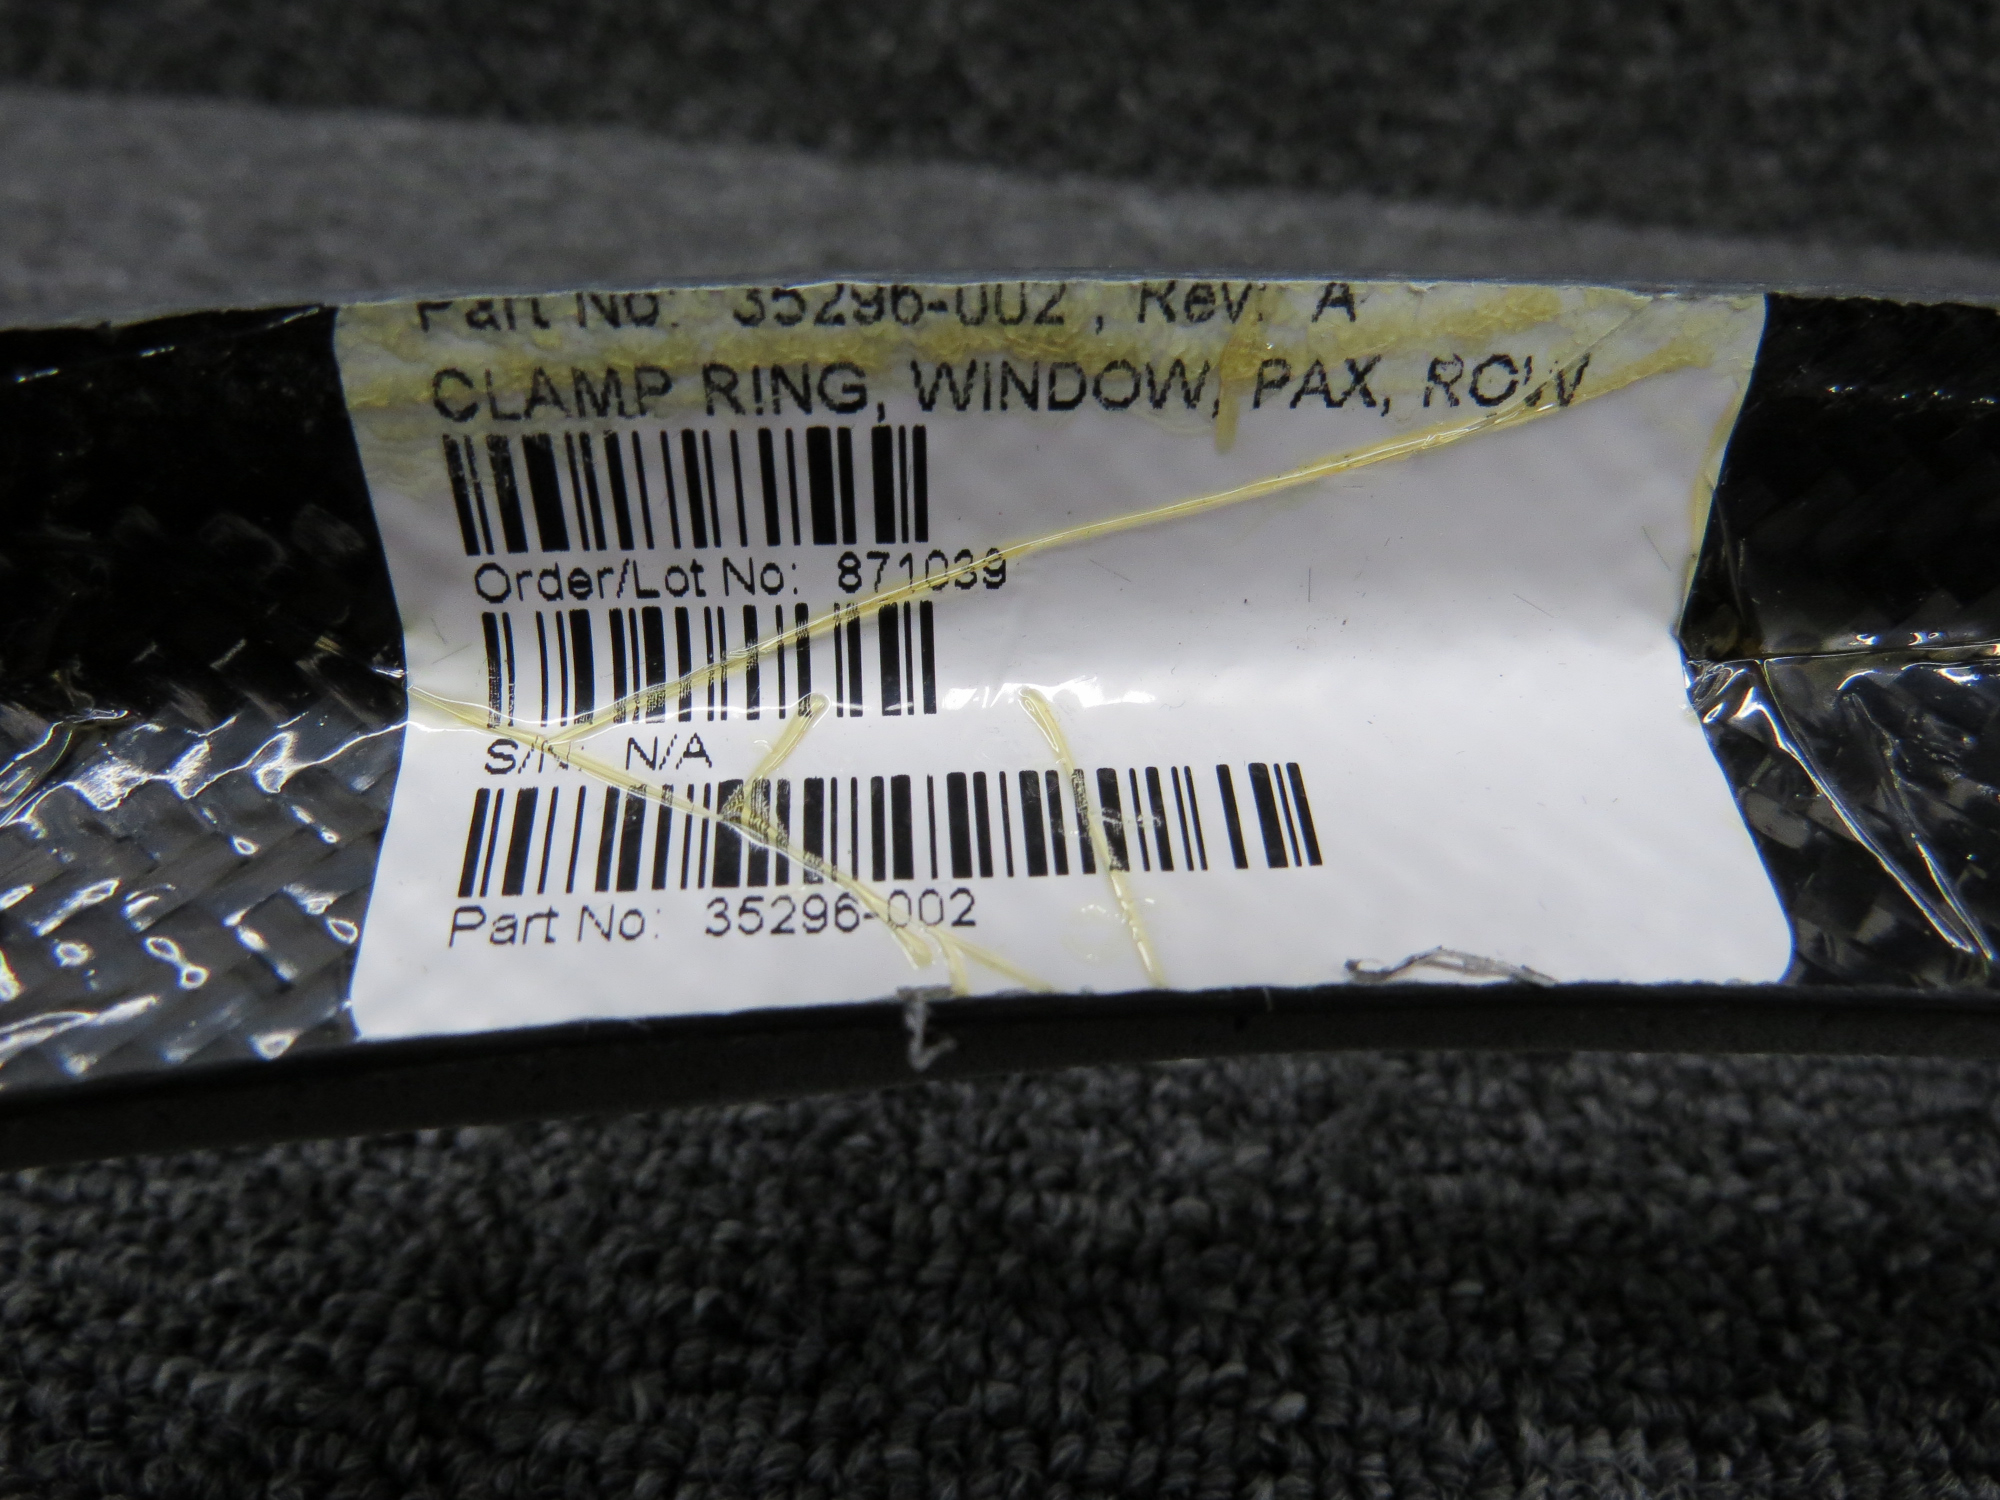 Part No: 35296-002 , Rev: A
CLAMP RING, WINDOW, PAX, ROW
Order/Lot No: 871039
S/N: N/A
Part No: 35296-002